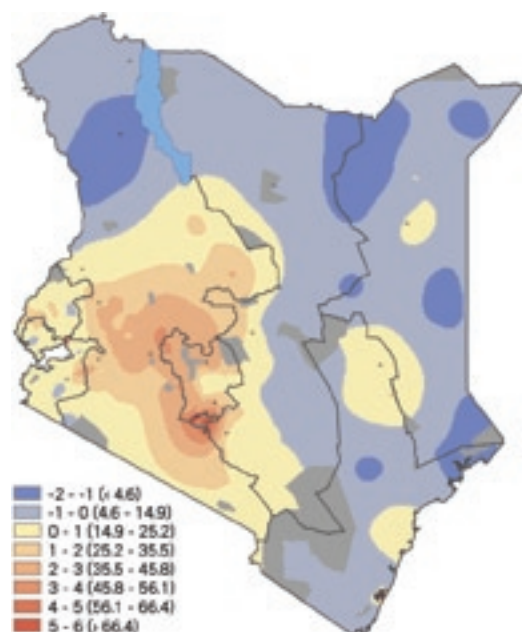 -2 - -1 (< 4.6)
-1 - 0 (4.6 - 14.9)
0 - 1 (14.9 - 25.2)
1 - 2 (25.2 - 35.5)
2 - 3 (35.5 - 45.8)
3 - 4 (45.8 - 56.1)
4 - 5 (56.1 - 66.4)
5 - 6 (> 66.4)